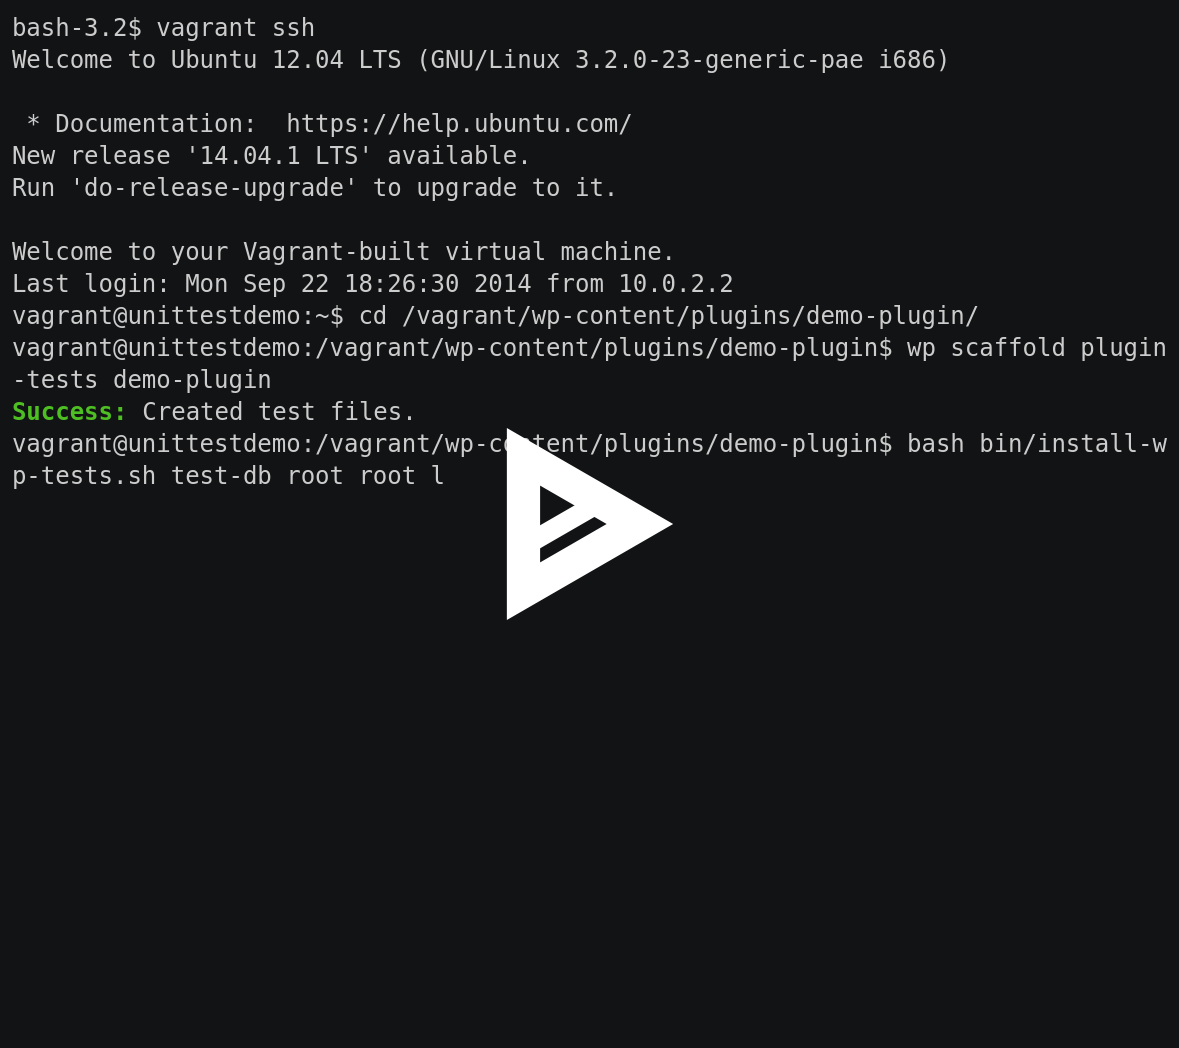 bash-3.2$ vagrant ssh
Welcome to Ubuntu 12.04 LTS (GNU/Linux 3.2.0-23-generic-pae i686)
 * Documentation:  https://help.ubuntu.com/
New release '14.04.1 LTS' available.
Run 'do-release-upgrade' to upgrade to it.
Welcome to your Vagrant-built virtual machine.
Last login: Mon Sep 22 18:26:30 2014 from 10.0.2.2
vagrant@unittestdemo:~$ cd /vagrant/wp-content/plugins/demo-plugin/
vagrant@unittestdemo:/vagrant/wp-content/plugins/demo-plugin$ wp scaffold plugin
-tests demo-plugin
Success: Created test files.
vagrant@unittestdemo:/vagrant/wp-content/plugins/demo-plugin$ bash bin/install-w
p-tests.sh test-db root root l